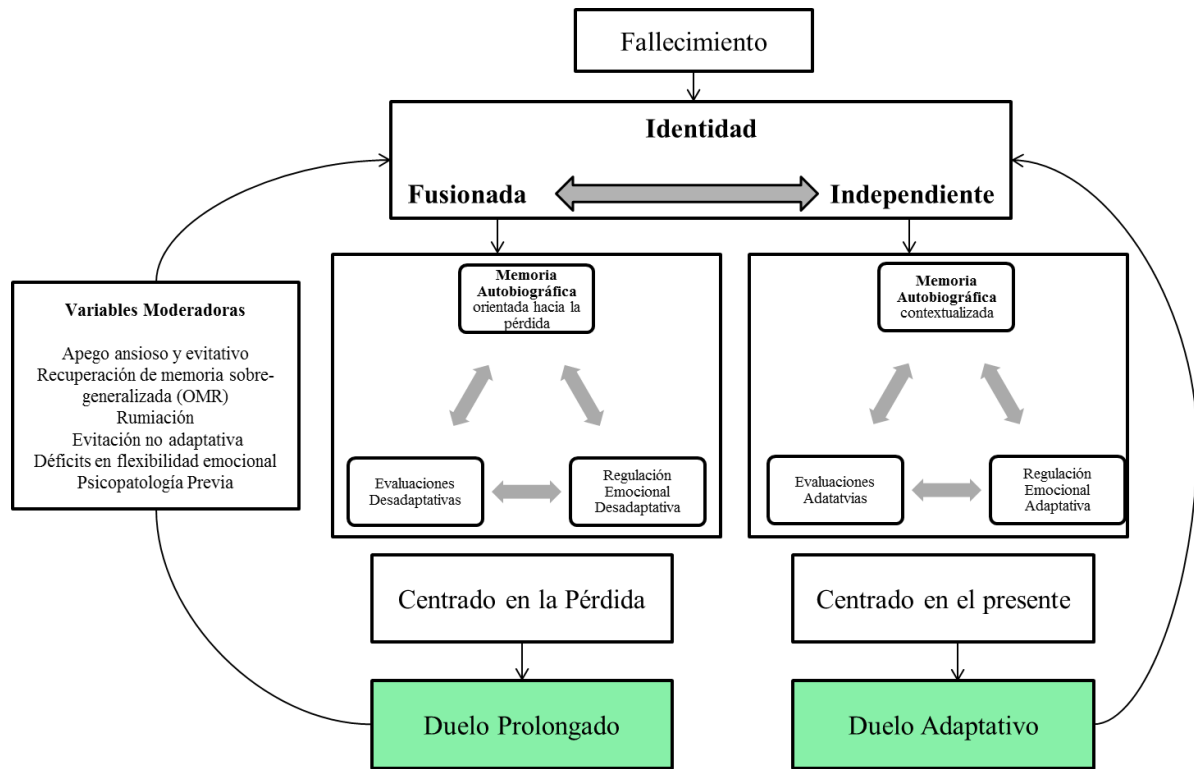 Fallecimiento
Identidad
Fusionada
Independiente
Variables Moderadoras
Apego ansioso y evitativo
Recuperación de memoria sobre-
generalizada (OMR)
Rumiación
Evitación no adaptativa
Déficits en flexibilidad emocional
Psicopatología Previa
Memoria
Autobiográfica
orientada hacia la
pérdida
Evaluaciones
Desadaptativas
Regulación
Emocional
Desadaptativa
Memoria
Autobiográfica
contextualizada
Evaluaciones
Adatatvias
Regulación
Emocional
Adaptativa
Centrado en la Pérdida
Centrado en el presente
Duelo Prolongado
Duelo Adaptativo